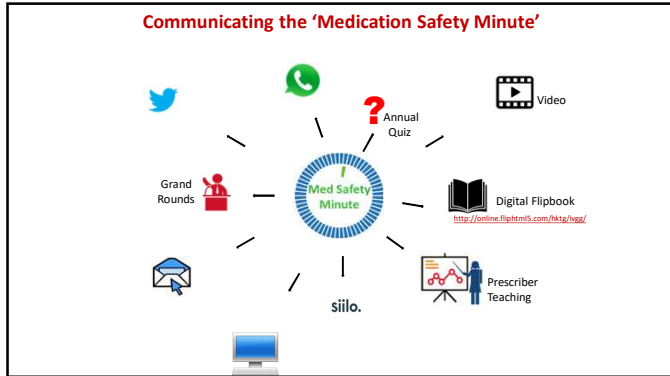 Communicating the ‘Medication Safety Minute’
?
Annual
Quiz
Video
Grand
Rounds
Med Safety
Minute
Digital Flipbook
http://online.fliphtml5.com/hktg/ivgg/
Prescriber
Teaching
siilo.